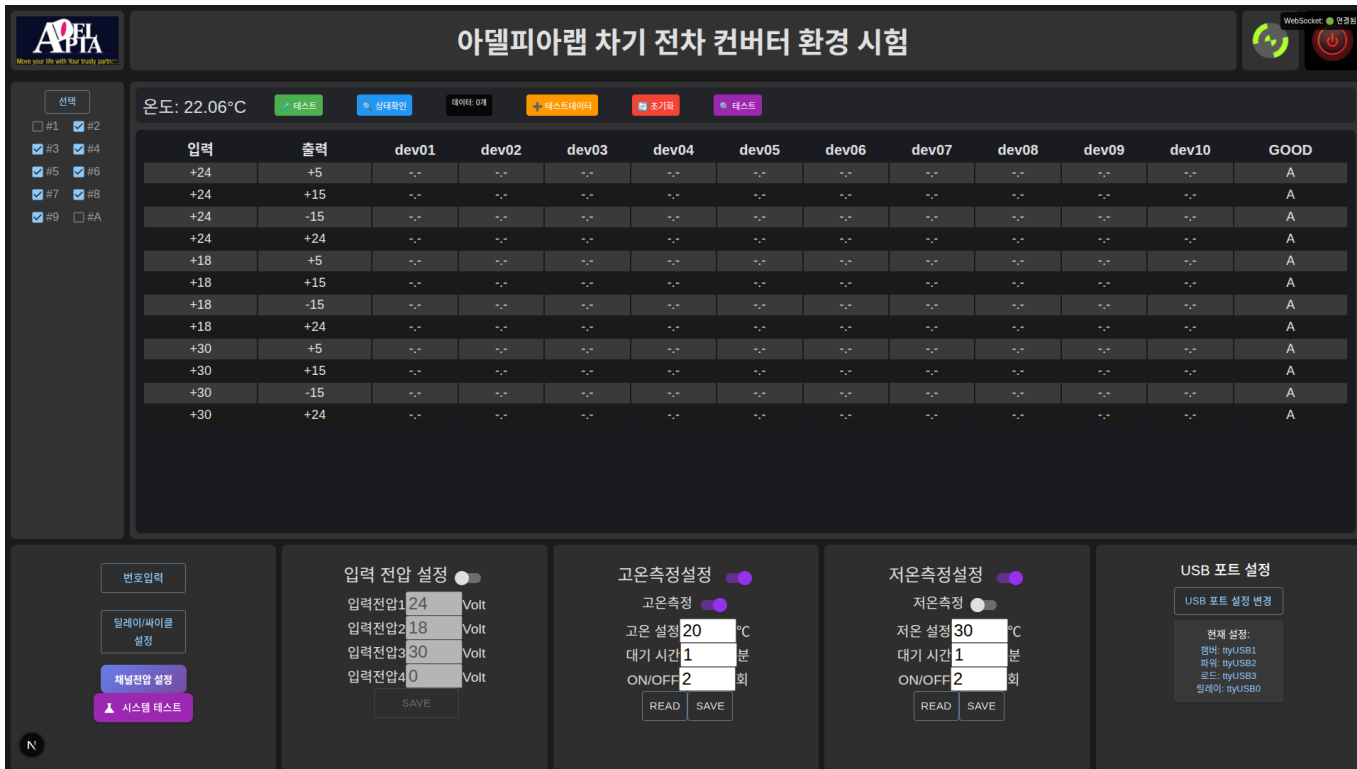 ADEL
APIA
Move your life with Your trusty partner.
아델피아랩 차기 전차 컨버터 환경 시험
WebSocket: 연결됨
선택
#1 #2
#3 #4
#5 #6
#7 #8
#9 #A
온도: 22.06°C 테스트 상태확인 데이터: 0개 테스트데이터 초기화 테스트
입력 출력 dev01 dev02 dev03 dev04 dev05 dev06 dev07 dev08 dev09 dev10 GOOD
+24 +5 -.- -.- -.- -.- -.- -.- -.- -.- -.- -.- A
+24 +15 -.- -.- -.- -.- -.- -.- -.- -.- -.- -.- A
+24 -15 -.- -.- -.- -.- -.- -.- -.- -.- -.- -.- A
+24 +24 -.- -.- -.- -.- -.- -.- -.- -.- -.- -.- A
+18 +5 -.- -.- -.- -.- -.- -.- -.- -.- -.- -.- A
+18 +15 -.- -.- -.- -.- -.- -.- -.- -.- -.- -.- A
+18 -15 -.- -.- -.- -.- -.- -.- -.- -.- -.- -.- A
+18 +24 -.- -.- -.- -.- -.- -.- -.- -.- -.- -.- A
+30 +5 -.- -.- -.- -.- -.- -.- -.- -.- -.- -.- A
+30 +15 -.- -.- -.- -.- -.- -.- -.- -.- -.- -.- A
+30 -15 -.- -.- -.- -.- -.- -.- -.- -.- -.- -.- A
+30 +24 -.- -.- -.- -.- -.- -.- -.- -.- -.- -.- A
번호입력
딜레이/싸이클
설정
채널전압 설정
시스템 테스트
N
입력 전압 설정
입력전압1 24 Volt
입력전압2 18 Volt
입력전압3 30 Volt
입력전압4 0 Volt
SAVE
고온측정설정
고온측정
고온 설정 20 °C
대기 시간 1 분
ON/OFF 2 회
READ SAVE
저온측정설정
저온측정
저온 설정 30 °C
대기 시간 1 분
ON/OFF 2 회
READ SAVE
USB 포트 설정
USB 포트 설정 변경
현재 설정:
챔버: ttyUSB1
파워: ttyUSB2
로드: ttyUSB3
릴레이: ttyUSB0